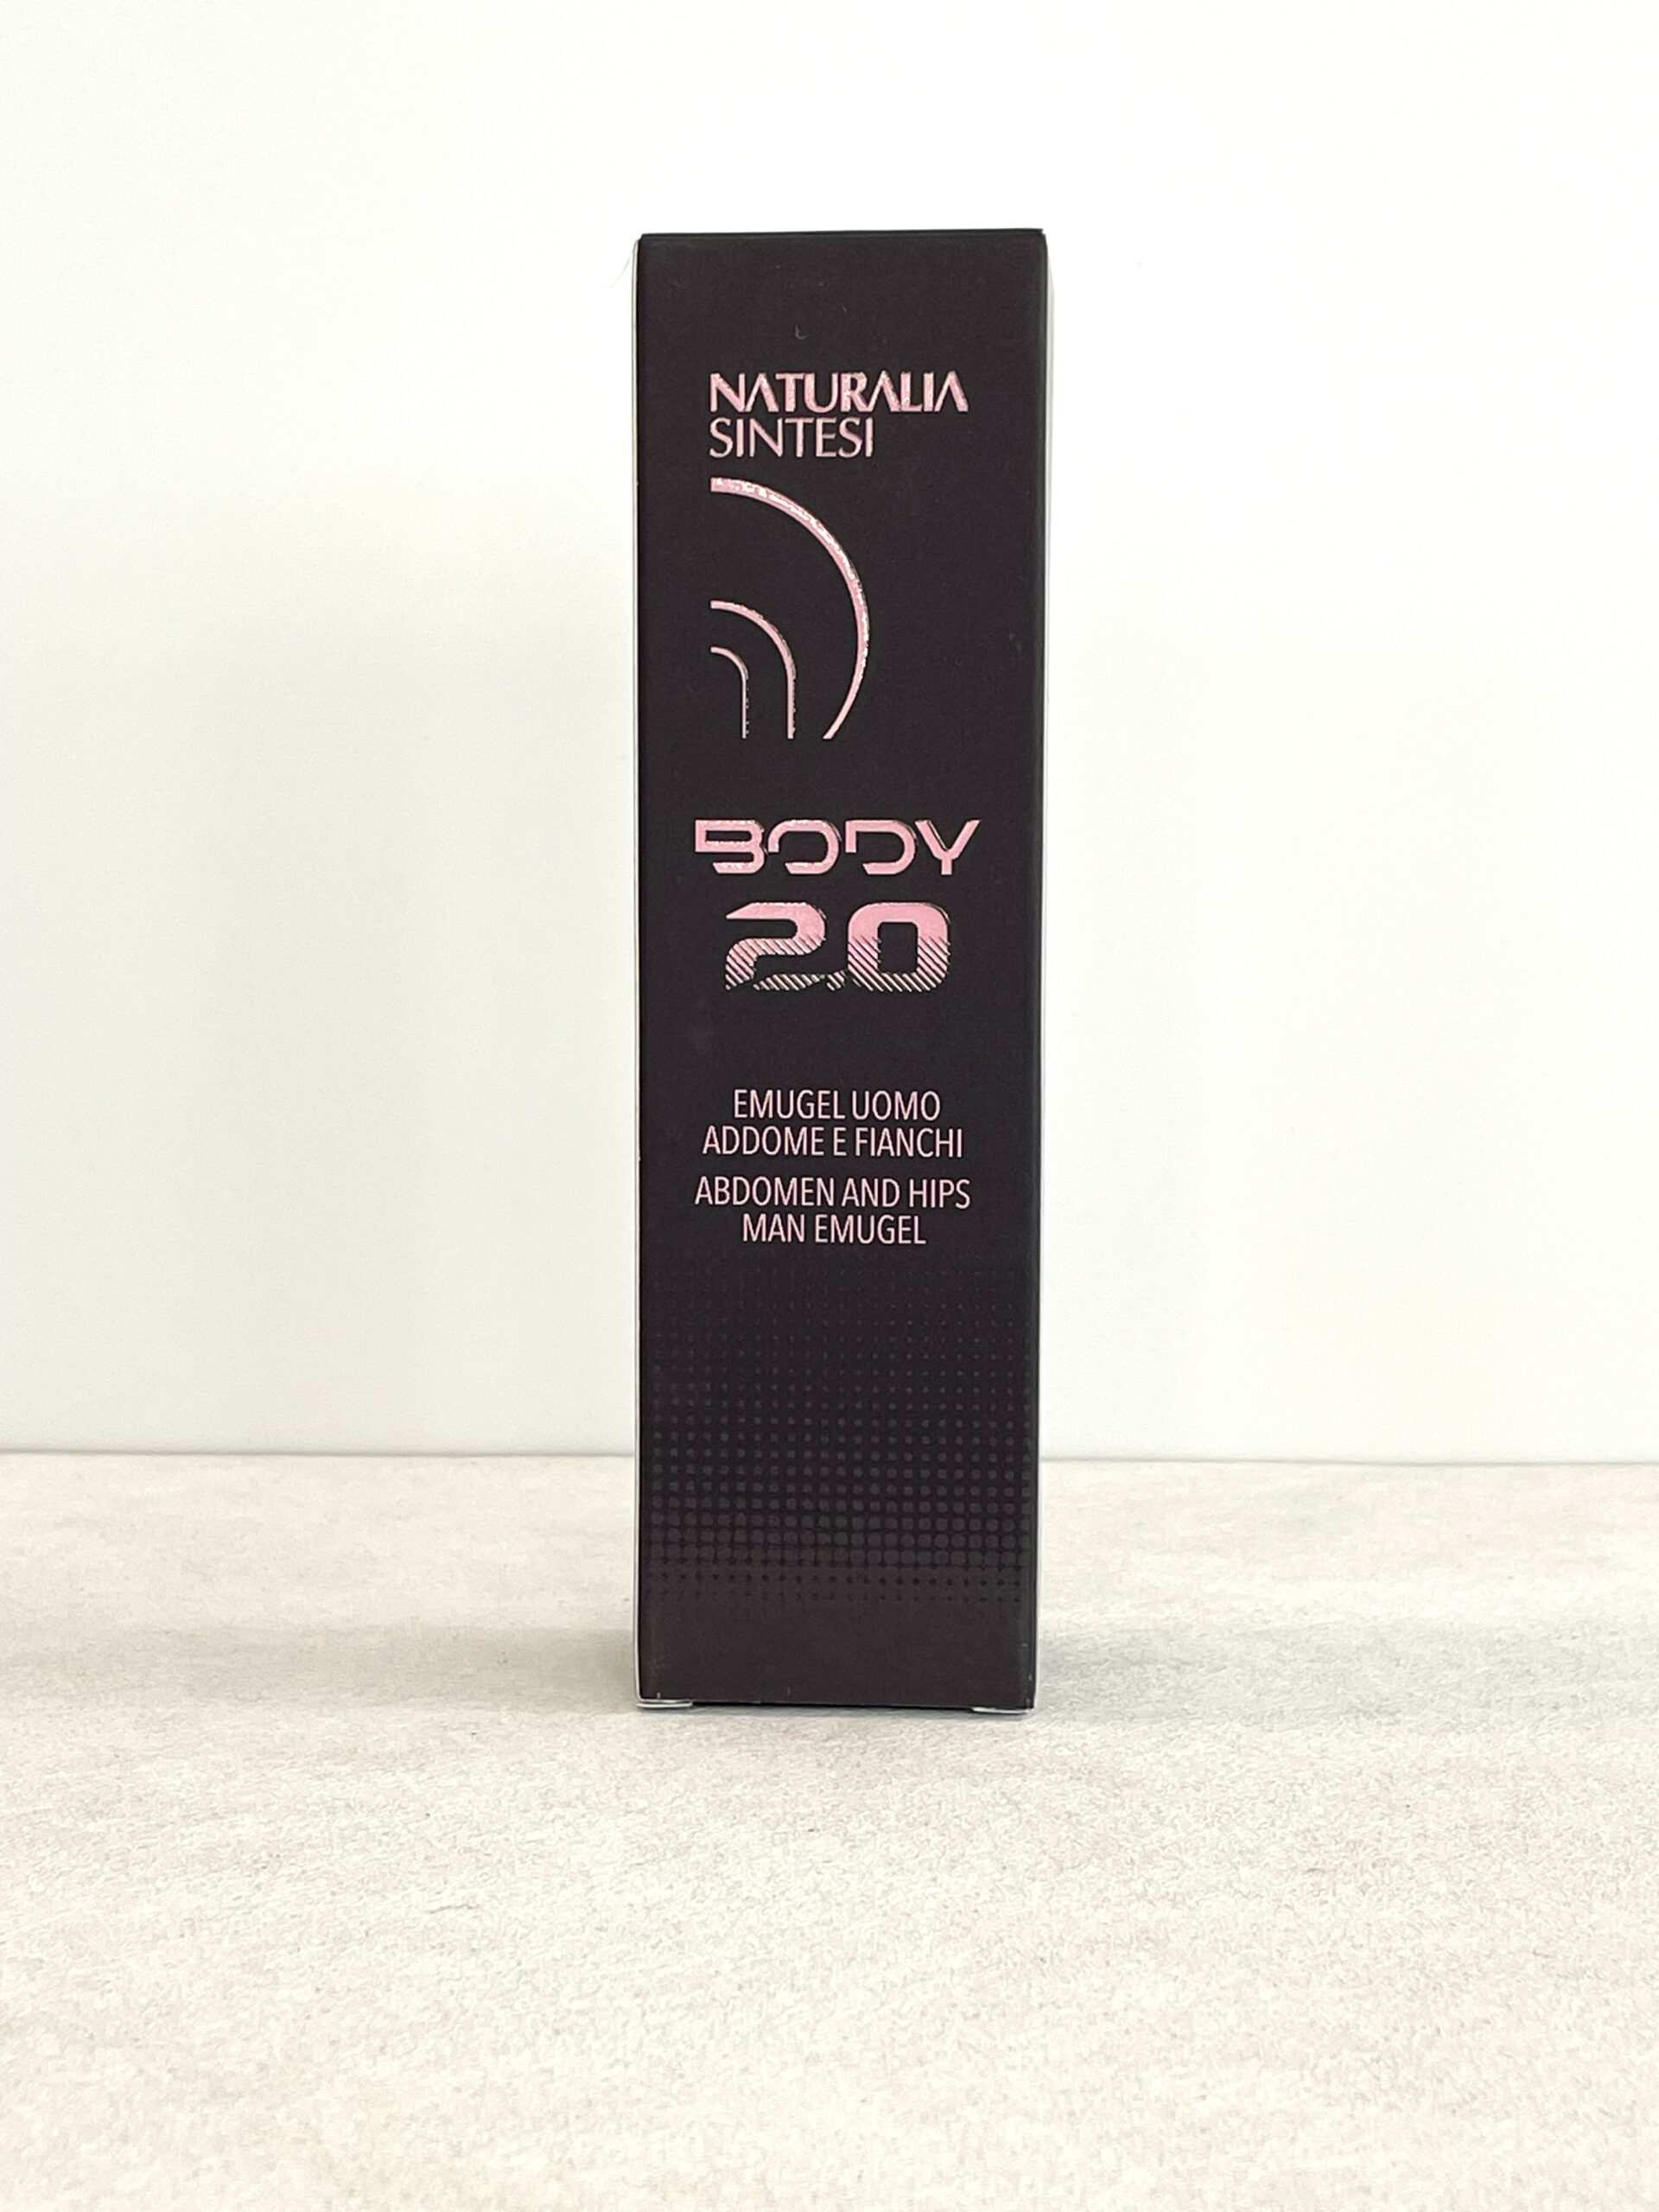 NATURALIA
SINTESI
BODY
2.0
EMUGEL UOMO
ADDOME E FIANCHI
ABDOMEN AND HIPS
MAN EMUGEL